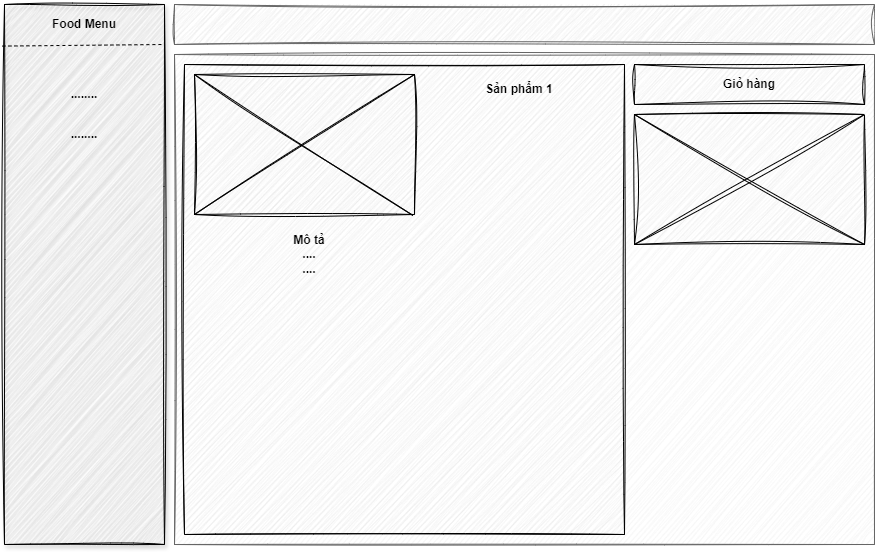 Food Menu
........
........
Sản phẩm 1
Mô tả
....
....
Giỏ hàng